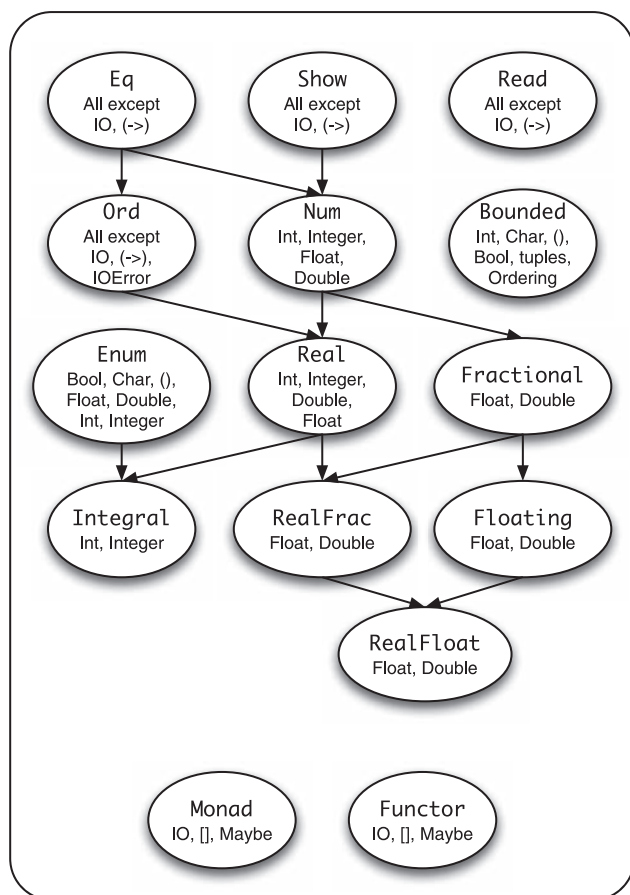 Eq
All except
IO, (->)
Show
All except
IO, (->)
Read
All except
IO, (->)
Ord
All except
IO, (->),
IOError
Num
Int, Integer,
Float,
Double
Bounded
Int, Char, (),
Bool, tuples,
Ordering
Enum
Bool, Char, (),
Float, Double,
Int, Integer
Real
Int, Integer,
Double,
Float
Fractional
Float, Double
Integral
Int, Integer
RealFrac
Float, Double
Floating
Float, Double
RealFloat
Float, Double
Monad
IO, [], Maybe
Functor
IO, [], Maybe